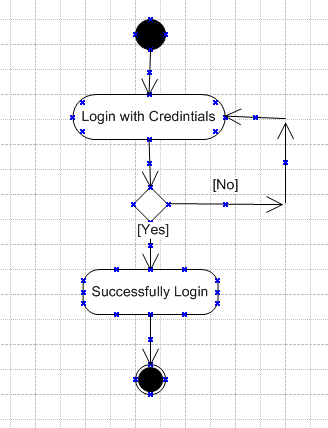 Login with Credintials
[No]
[Yes]
Successfully Login